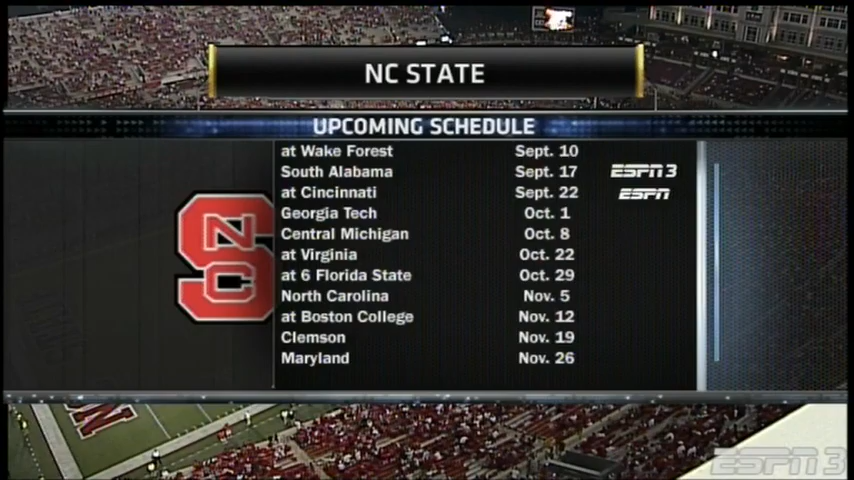 NC STATE
UPCOMING SCHEDULE
at Wake Forest Sept. 10
South Alabama Sept. 17 ESPN3
at Cincinnati Sept. 22 ESPN
Georgia Tech Oct. 1
Central Michigan Oct. 8
at Virginia Oct. 22
at 6 Florida State Oct. 29
North Carolina Nov. 5
at Boston College Nov. 12
Clemson Nov. 19
Maryland Nov. 26
NCS
ESPN3